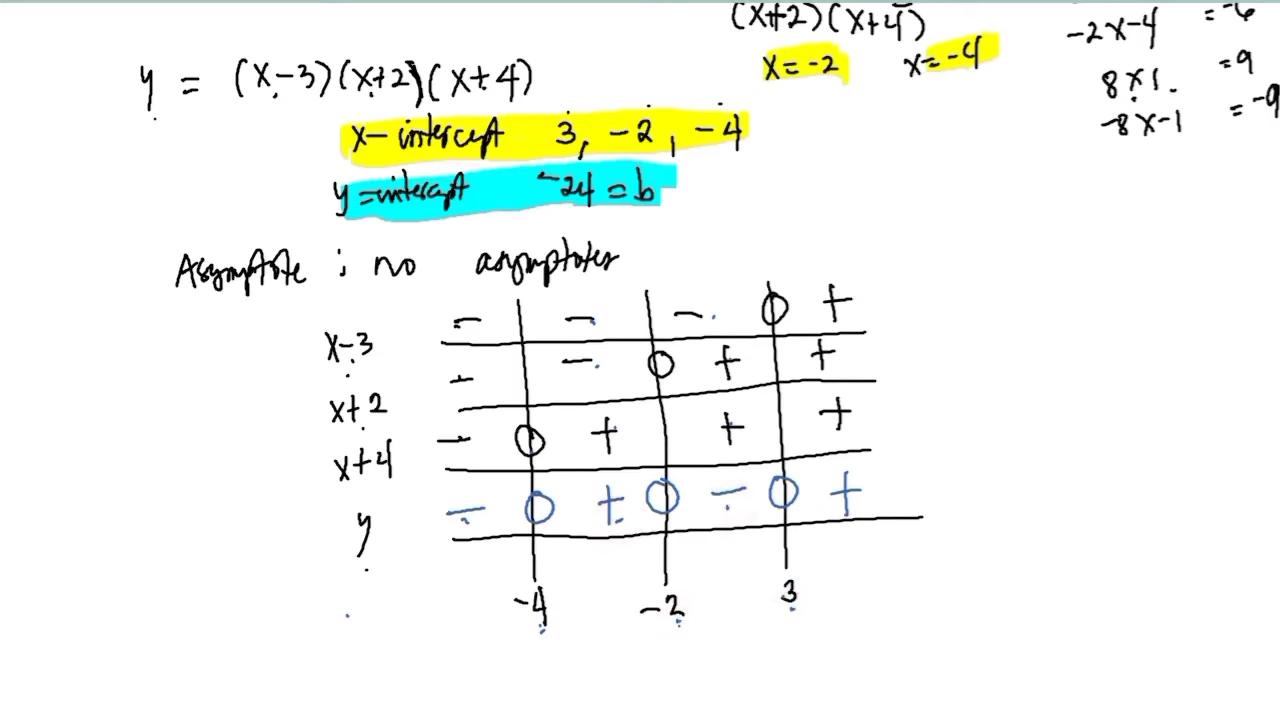 (x+2)(x+4)
x=-2 x=-4
-2x-4 =-6
8x1. =9
-8x-1 =-9
y = (x-3)(x+2)(x+4)
x-intercept 3, -2, -4
y=intercept -24 = b
Asymptote : no asymptotes
x-3 - - - 0 +
x+2 - - 0 + +
x+4 - 0 + + +
y - 0 + 0 - 0 +
-4 -2 3